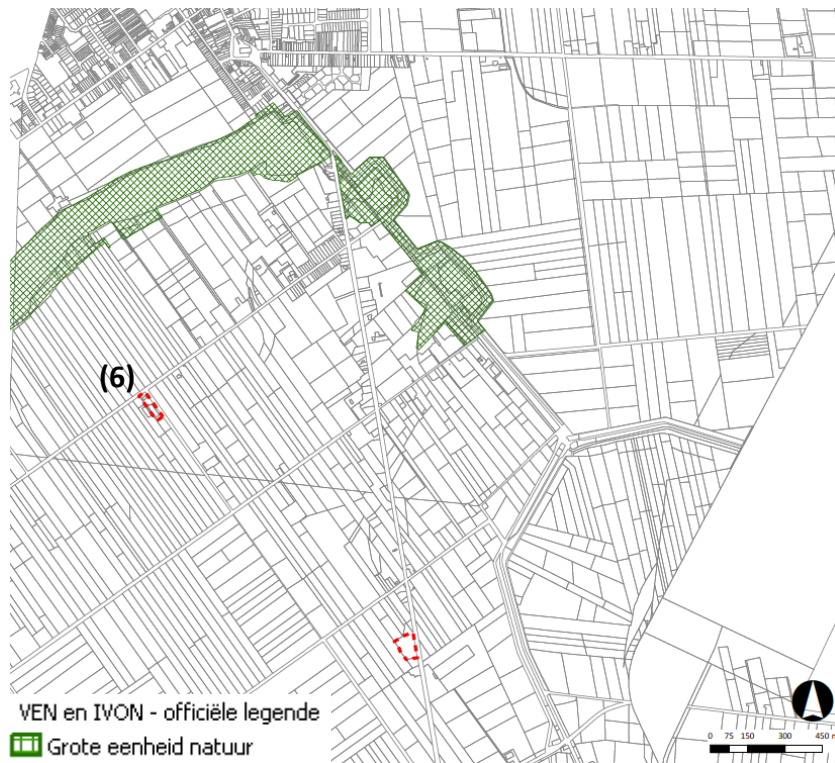 (6)
VEN en IVON - officiële legende
Grote eenheid natuur
0 75 150 300 450 m